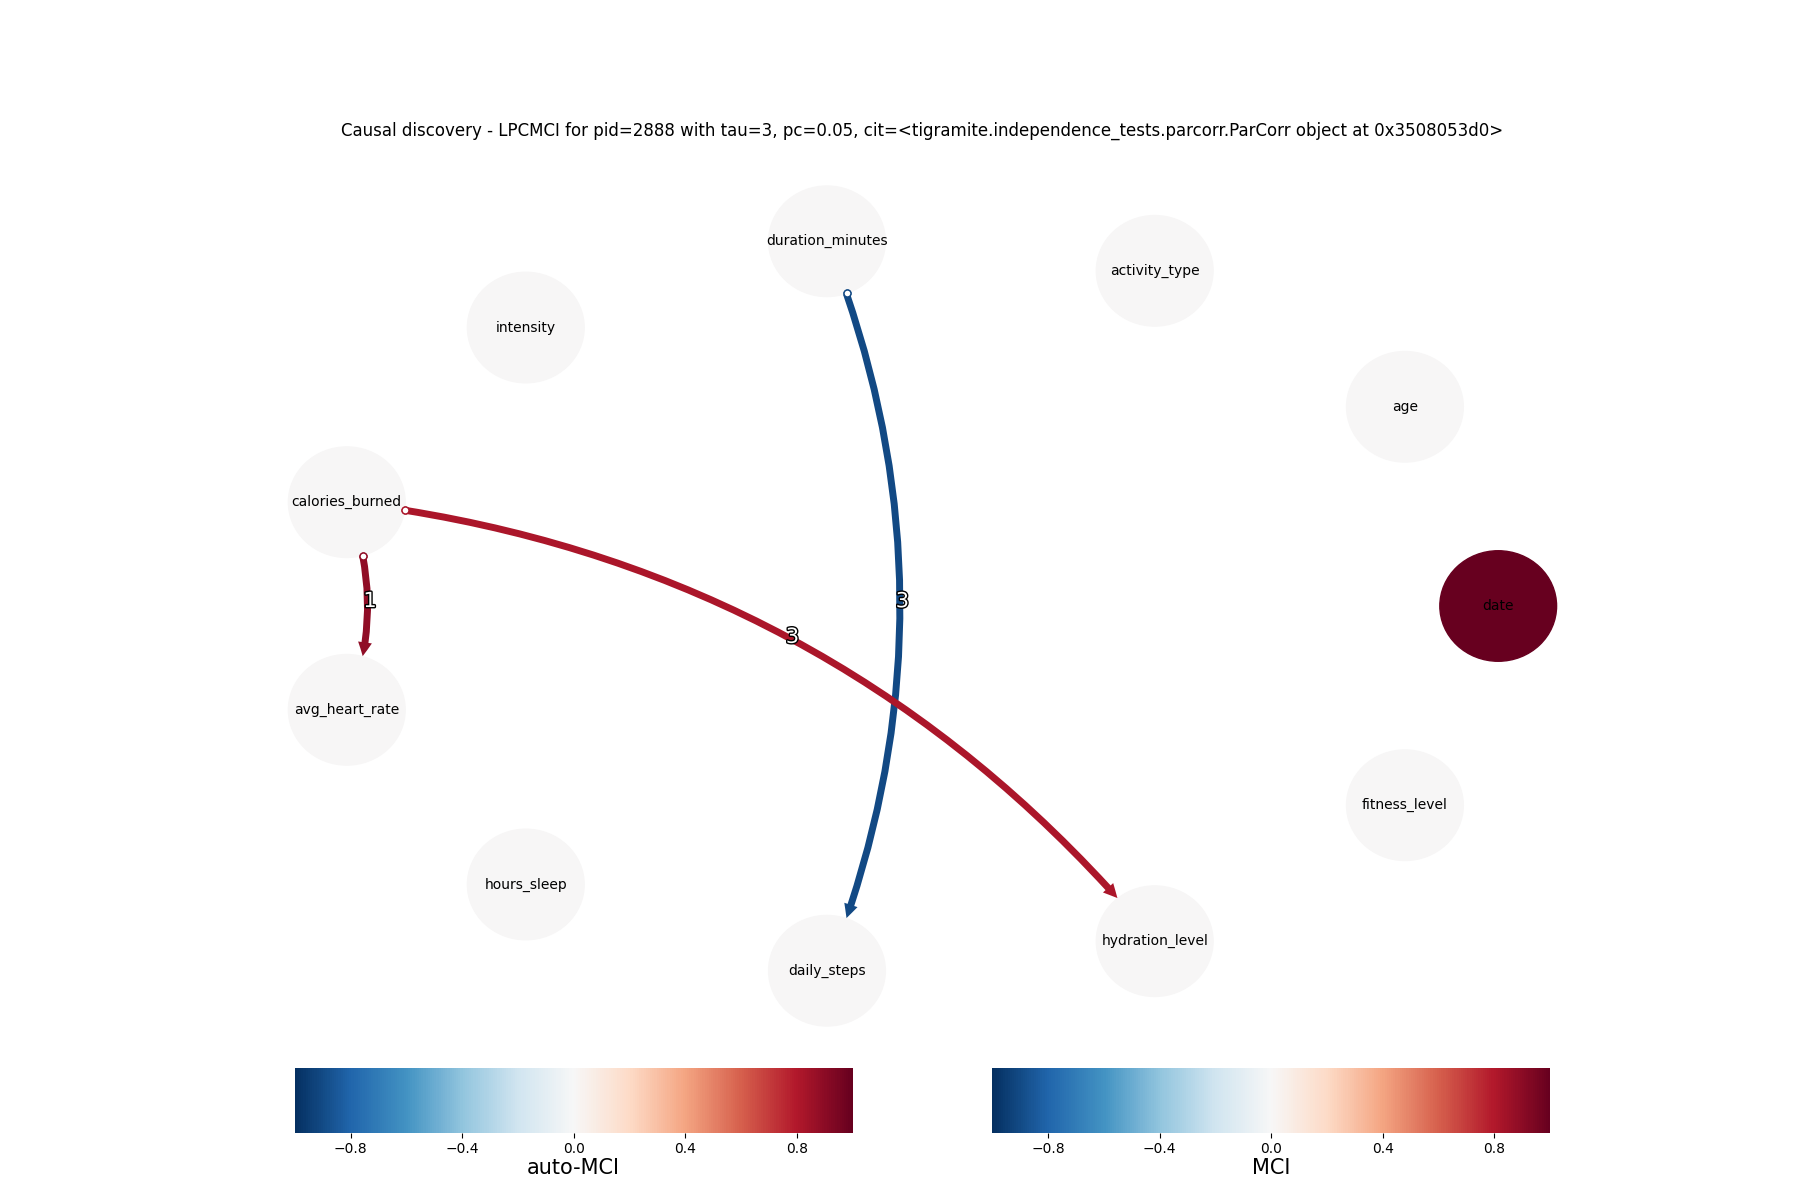 Causal discovery - LPCMCI for pid=2888 with tau=3, pc=0.05, cit=<tigramite.independence_tests.parcorr.ParCorr object at 0x3508053d0>
duration_minutes
activity_type
intensity
age
calories_burned
1
3
date
3
avg_heart_rate
fitness_level
hours_sleep
hydration_level
daily_steps
−0.8 −0.4 0.0 0.4 0.8
auto-MCI
−0.8 −0.4 0.0 0.4 0.8
MCI